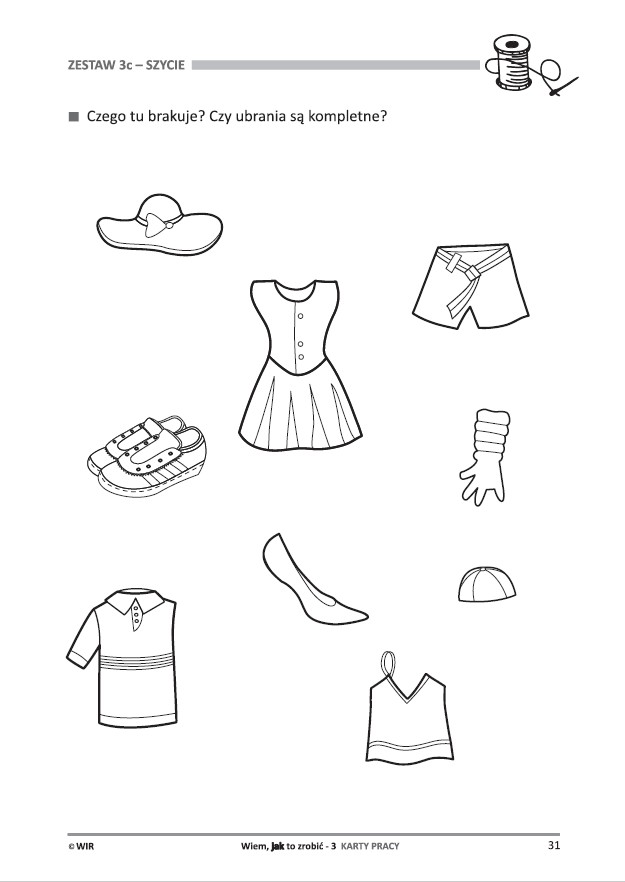 ZESTAW 3c – SZYCIE
Czego tu brakuje? Czy ubrania są kompletne?
© WIR Wiem, jak to zrobić - 3 KARTY PRACY 31